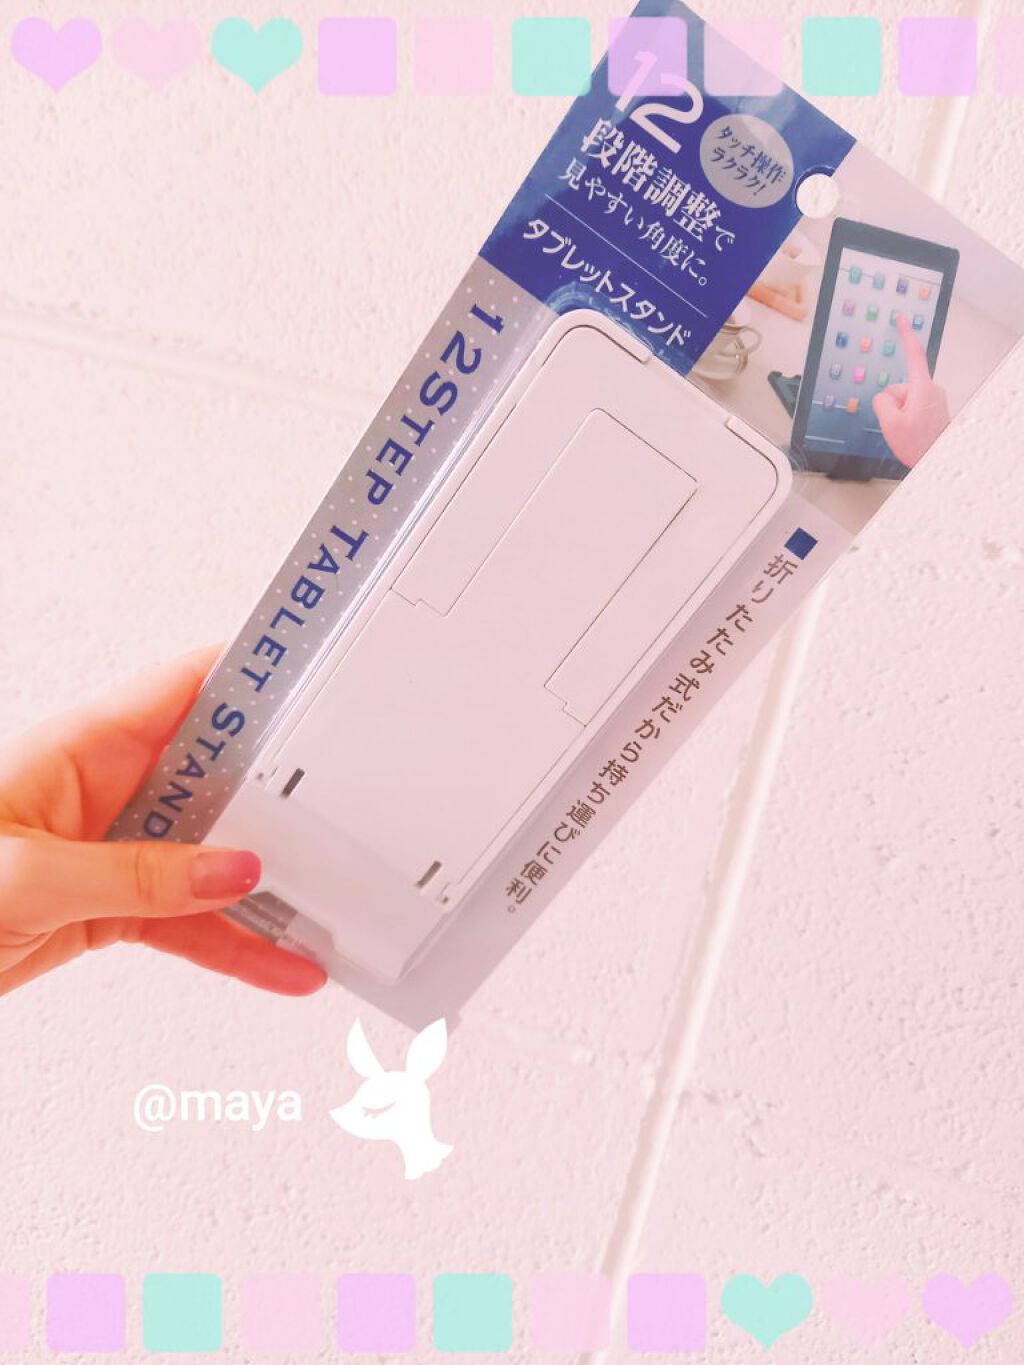 12
段階調整で
見やすい角度に。
タッチ操作
ラクラク!
タブレットスタンド
12STEP TABLET STAND
■折りたたみ式だから持ち運びに便利。
@maya